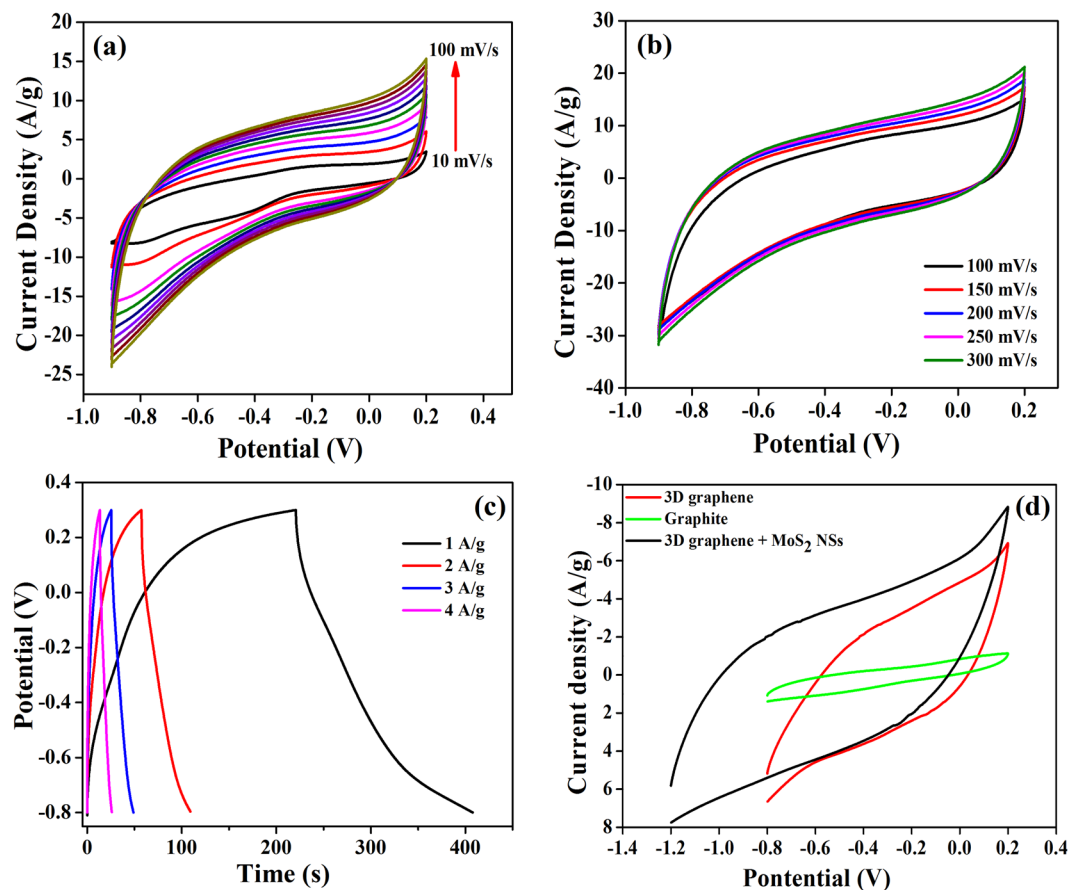 (a)
100 mV/s
10 mV/s
Current Density (A/g)
20
15
10
5
0
-5
-10
-15
-20
-25
-1.0 -0.8 -0.6 -0.4 -0.2 0.0 0.2 0.4
Potential (V)
(b)
Current Density (A/g)
30
20
10
0
-10
-20
-30
-40
100 mV/s
150 mV/s
200 mV/s
250 mV/s
300 mV/s
-1.0 -0.8 -0.6 -0.4 -0.2 0.0 0.2
Potential (V)
(c)
Potential (V)
0.6
0.3
0.0
-0.2
-0.4
-0.6
-0.8
1 A/g
2 A/g
3 A/g
4 A/g
0 100 200 300 400
Time (s)
(d)
3D graphene
Graphite
3D graphene + MoS2 NSs
Current density (A/g)
-10
-8
-6
-4
-2
0
2
4
6
8
-1.4 -1.2 -1.0 -0.8 -0.6 -0.4 -0.2 0.0 0.2
Pontential (V)